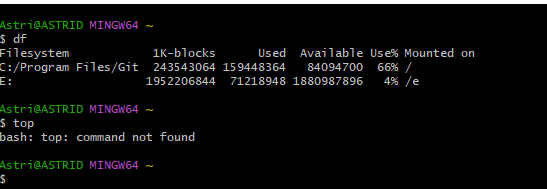 Astri@ASTRID MINGW64 ~
$ df
Filesystem 1K-blocks Used Available Use% Mounted on
C:/Program Files/Git 243543064 159448364 84094700 66% /
E: 1952206844 71218948 1880987896 4% /e
Astri@ASTRID MINGW64 ~
$ top
bash: top: command not found
Astri@ASTRID MINGW64 ~
$